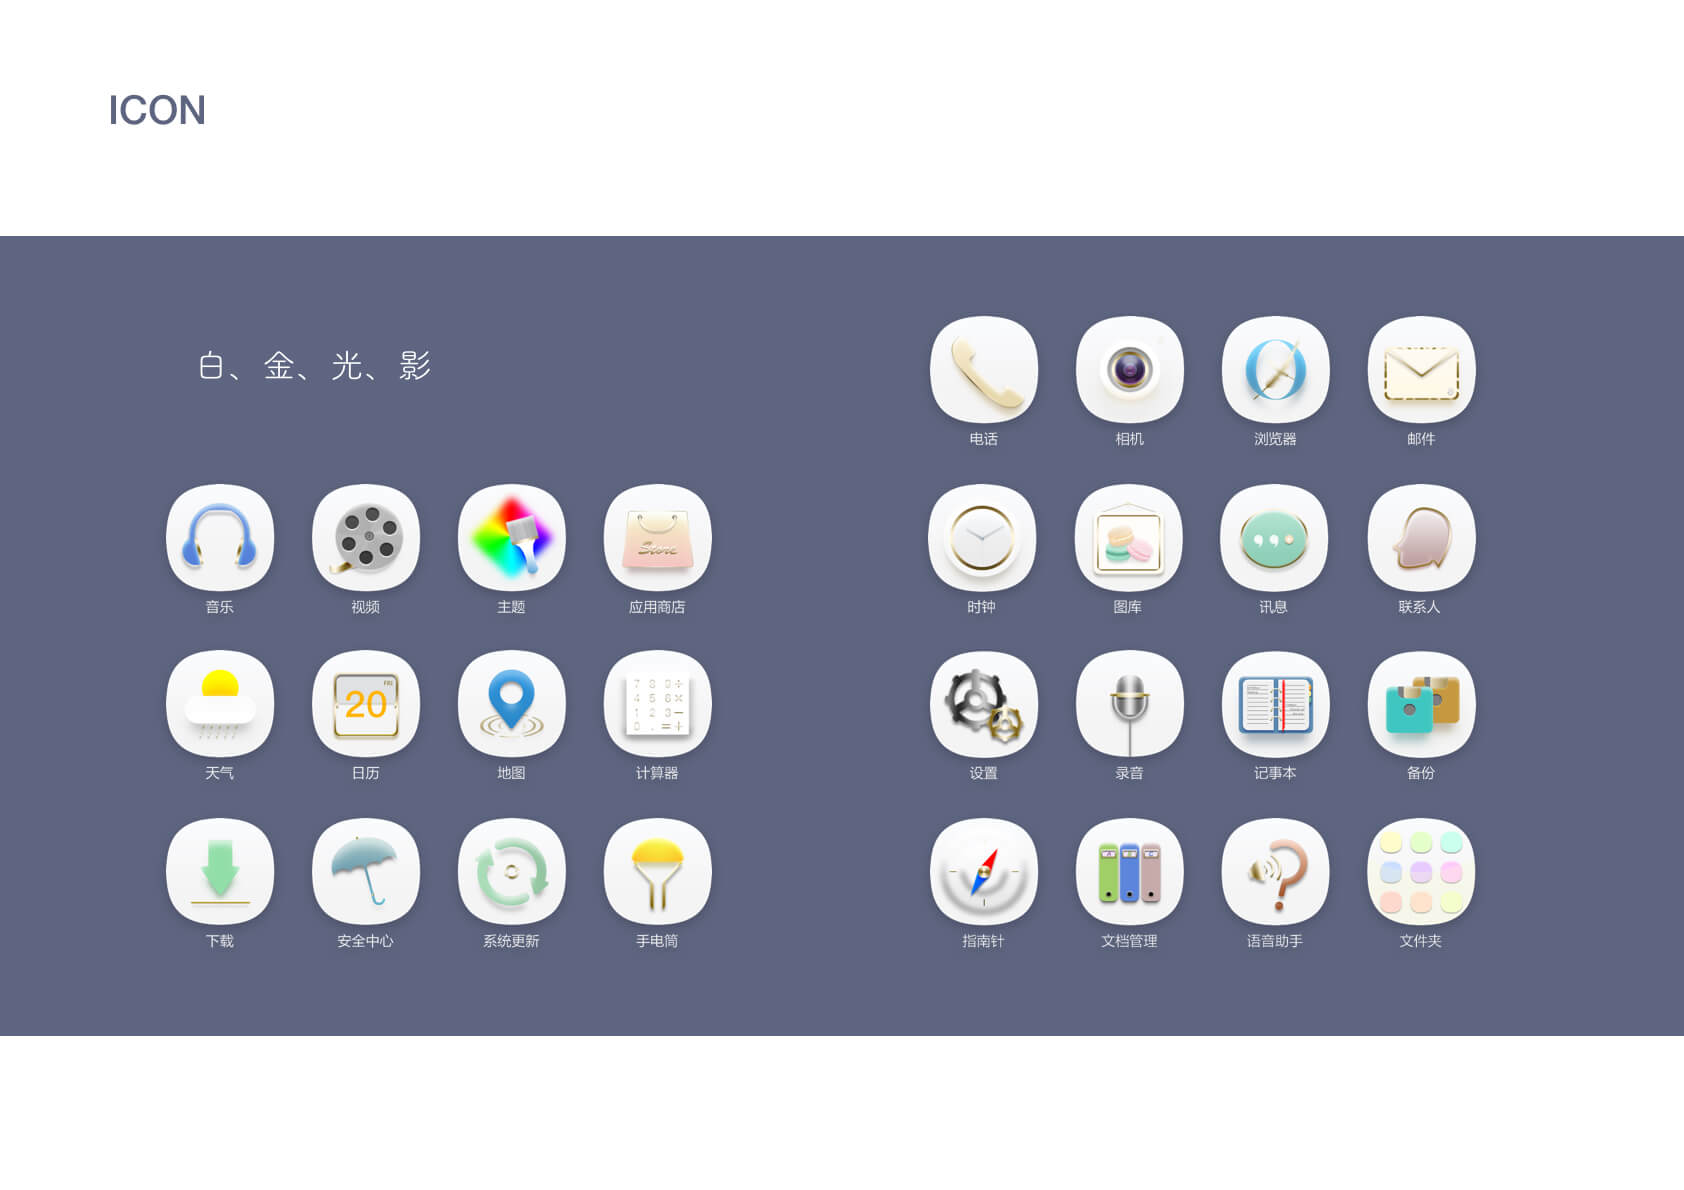 ICON
白、金、光、影
电话 相机 浏览器 邮件
Store
音乐 视频 主题 应用商店
时钟 图库 讯息 联系人
FRI
20
7 8 9 ÷
4 5 6 ×
1 2 3 −
0 . = +
天气 日历 地图 计算器
设置 录音 记事本 备份
A B C
下载 安全中心 系统更新 手电筒
指南针 文档管理 语音助手 文件夹